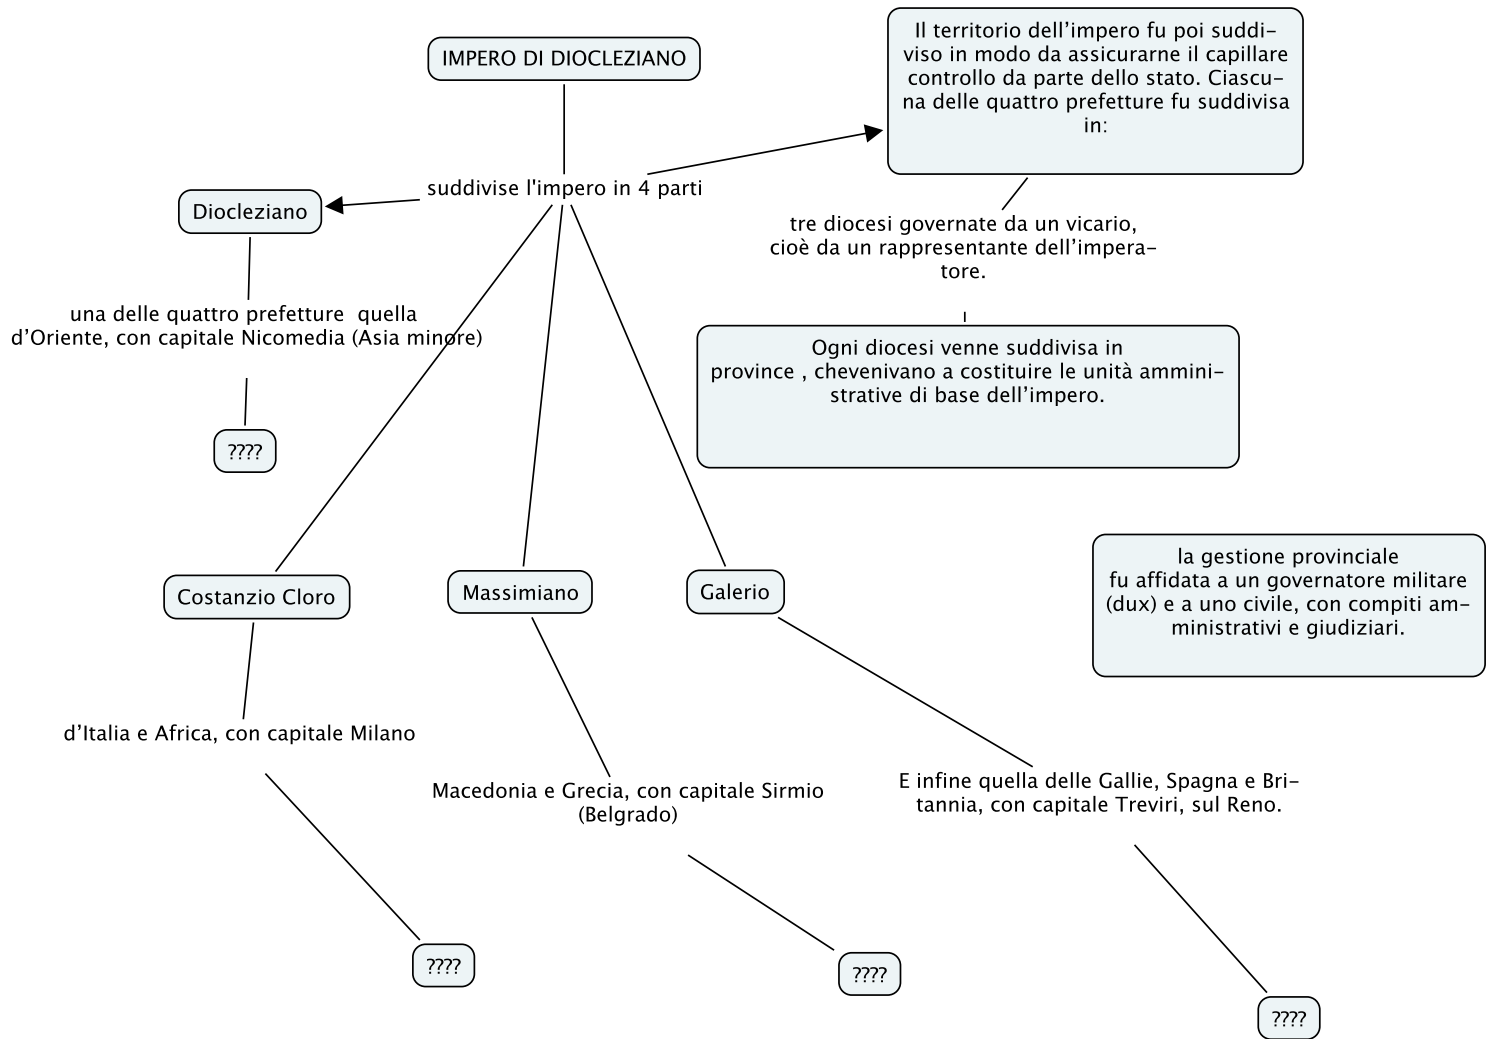 IMPERO DI DIOCLEZIANO
Il territorio dell’impero fu poi suddi-
viso in modo da assicurarne il capillare
controllo da parte dello stato. Ciascu-
na delle quattro prefetture fu suddivisa
in:
suddivise l'impero in 4 parti
Diocleziano
tre diocesi governate da un vicario,
cioè da un rappresentante dell’impera-
tore.
una delle quattro prefetture  quella
d’Oriente, con capitale Nicomedia (Asia minore)
Ogni diocesi venne suddivisa in
province , chevenivano a costituire le unità ammini-
strative di base dell’impero.
????
la gestione provinciale
fu affidata a un governatore militare
(dux) e a uno civile, con compiti am-
ministrativi e giudiziari.
Costanzio Cloro
Massimiano
Galerio
d’Italia e Africa, con capitale Milano
Macedonia e Grecia, con capitale Sirmio
(Belgrado)
E infine quella delle Gallie, Spagna e Bri-
tannia, con capitale Treviri, sul Reno.
????
????
????